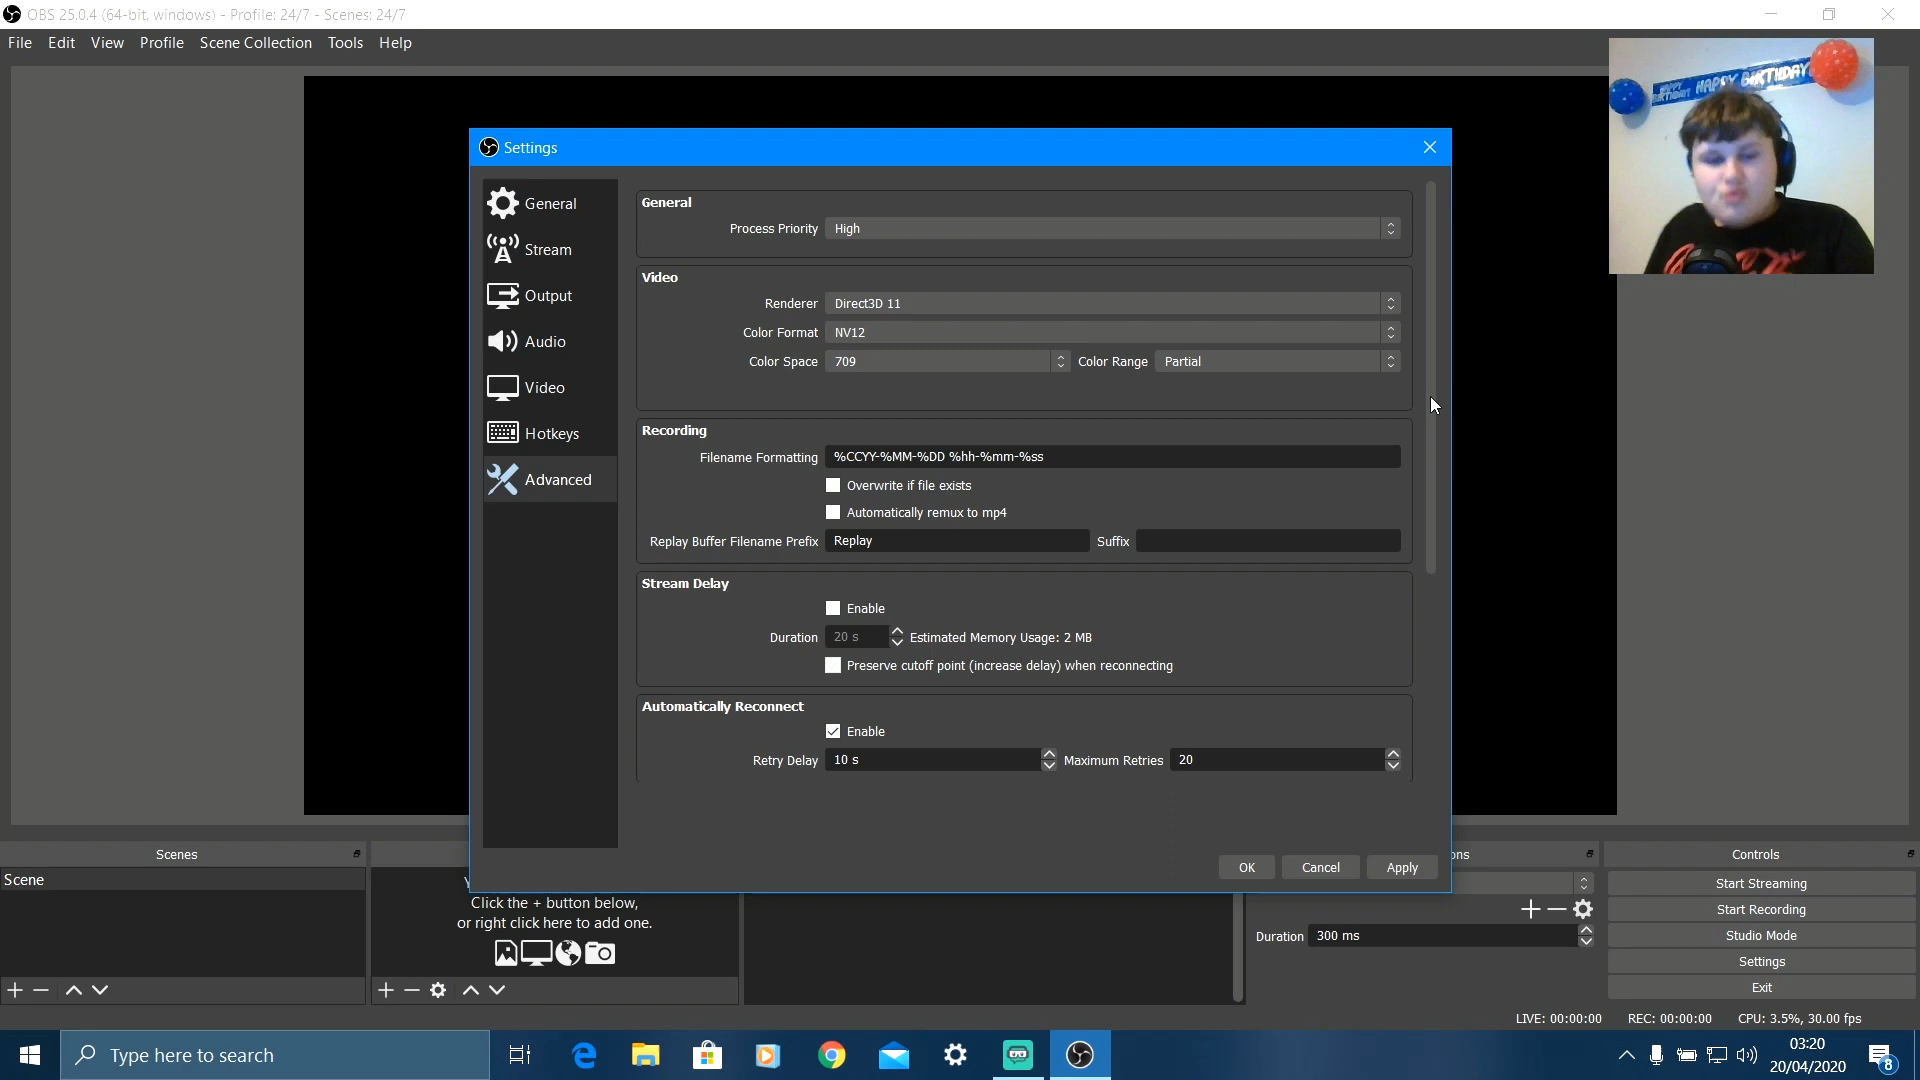 OBS 25.0.4 (64-bit, windows) - Profile: 24/7 - Scenes: 24/7
File Edit View Profile Scene Collection Tools Help
HAPPY BIRTHDAY HAPPY BIRTHDAY
Settings
General
Stream
Output
Audio
Video
Hotkeys
Advanced
General
Process Priority High
Video
Renderer Direct3D 11
Color Format NV12
Color Space 709 Color Range Partial
Recording
Filename Formatting %CCYY-%MM-%DD %hh-%mm-%ss
Overwrite if file exists
Automatically remux to mp4
Replay Buffer Filename Prefix Replay Suffix
Stream Delay
Enable
Duration 20 s Estimated Memory Usage: 2 MB
Preserve cutoff point (increase delay) when reconnecting
Automatically Reconnect
Enable
Retry Delay 10 s Maximum Retries 20
OK Cancel Apply
Scenes
Scene
Click the + button below,
or right click here to add one.
ons
Duration 300 ms
Controls
Start Streaming
Start Recording
Studio Mode
Settings
Exit
LIVE: 00:00:00 REC: 00:00:00 CPU: 3.5%, 30.00 fps
Type here to search
03:20
20/04/2020
8